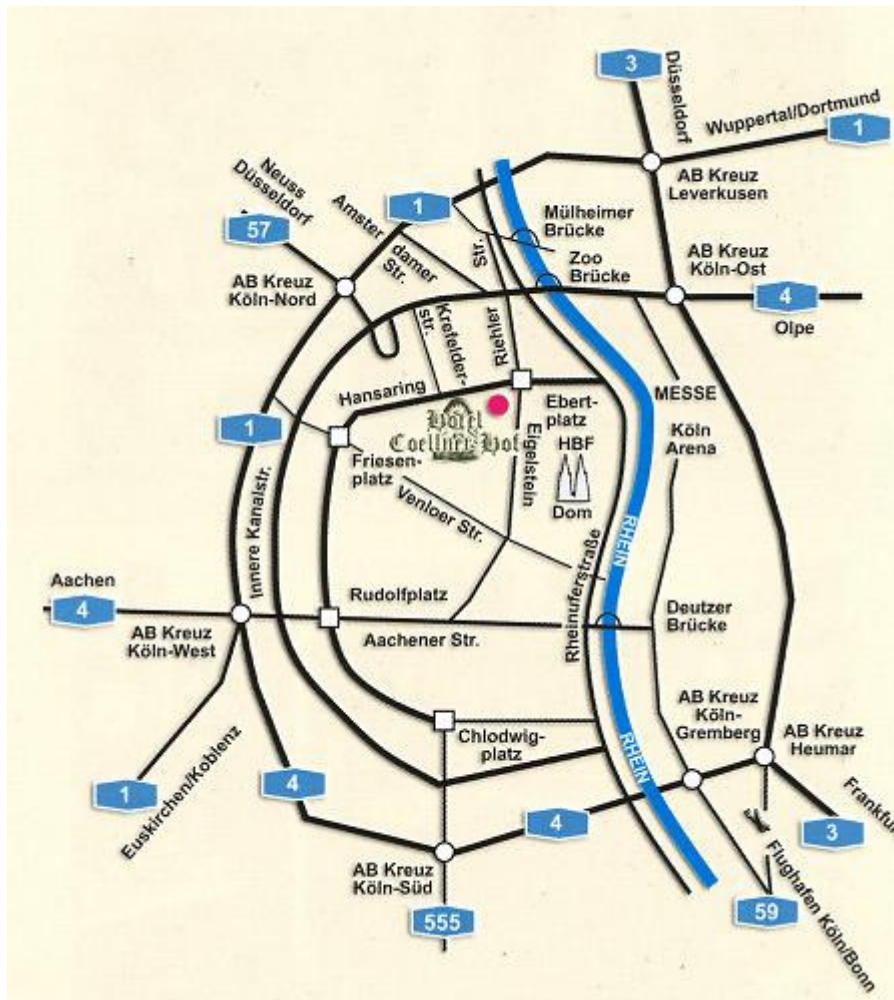 3
Düsseldorf
Wuppertal/Dortmund
1
AB Kreuz
Leverkusen
Neuss
Düsseldorf
57
Amster
damer
Str.
1
Str.
Mülheimer
Brücke
Zoo
Brücke
AB Kreuz
Köln-Ost
4
Olpe
AB Kreuz
Köln-Nord
Krefelder-
str.
Riehler
Hansaring
Hotel
Coellner Hof
Ebert-
platz
HBF
Dom
Eigelstein
MESSE
Köln
Arena
1
Friesen-
platz
Venloer Str.
Innere Kanalstr.
RHEIN
Rheinuferstraße
Aachen
4
AB Kreuz
Köln-West
Rudolfplatz
Aachener Str.
Deutzer
Brücke
AB Kreuz
Köln-
Gremberg
AB Kreuz
Heumar
Chlodwig-
platz
RHEIN
1
Euskirchen/Koblenz
4
4
3
Frankfur
AB Kreuz
Köln-Süd
555
59
Flughafen Köln/Bonn